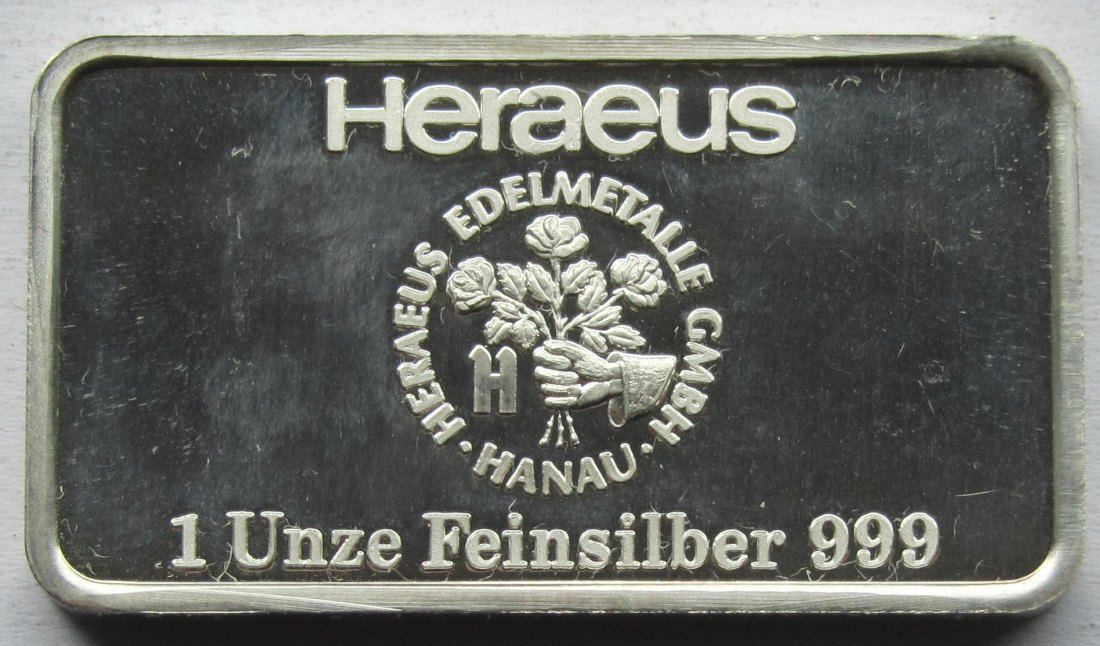 Heraeus
HERAEUS EDELMETALLE GMBH
· HANAU ·
H
1 Unze Feinsilber 999